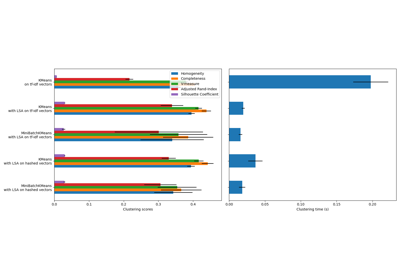 Homogeneity
Completeness
V-measure
Adjusted Rand-Index
Silhouette Coefficient
KMeans
on tf-idf vectors
KMeans
with LSA on tf-idf vectors
MiniBatchKMeans
with LSA on tf-idf vectors
KMeans
with LSA on hashed vectors
MiniBatchKMeans
with LSA on hashed vectors
0.0 0.1 0.2 0.3 0.4
Clustering scores
0.00 0.05 0.10 0.15 0.20
Clustering time (s)